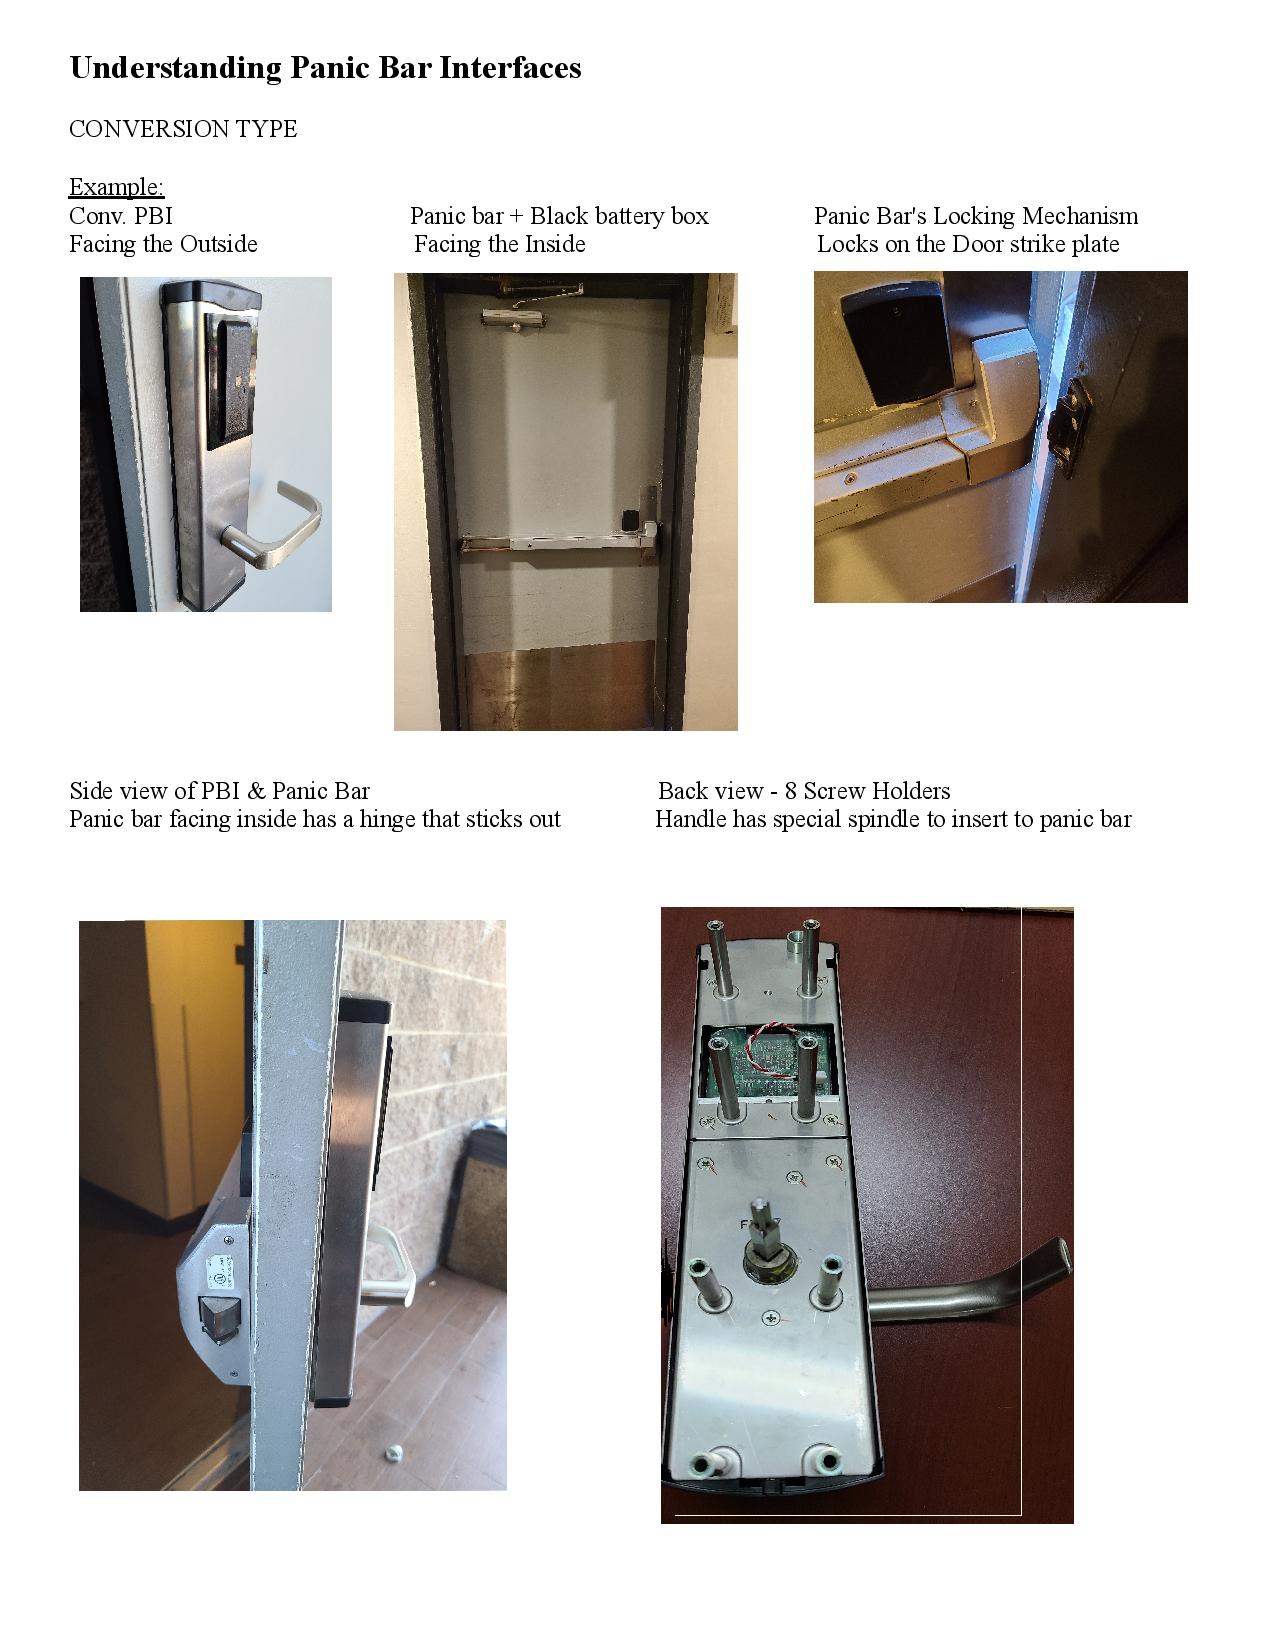 Understanding Panic Bar Interfaces
CONVERSION TYPE
Example:
Conv. PBI
Facing the Outside
Panic bar + Black battery box
Facing the Inside
Panic Bar's Locking Mechanism
Locks on the Door strike plate
Side view of PBI & Panic Bar
Panic bar facing inside has a hinge that sticks out
Back view - 8 Screw Holders
Handle has special spindle to insert to panic bar